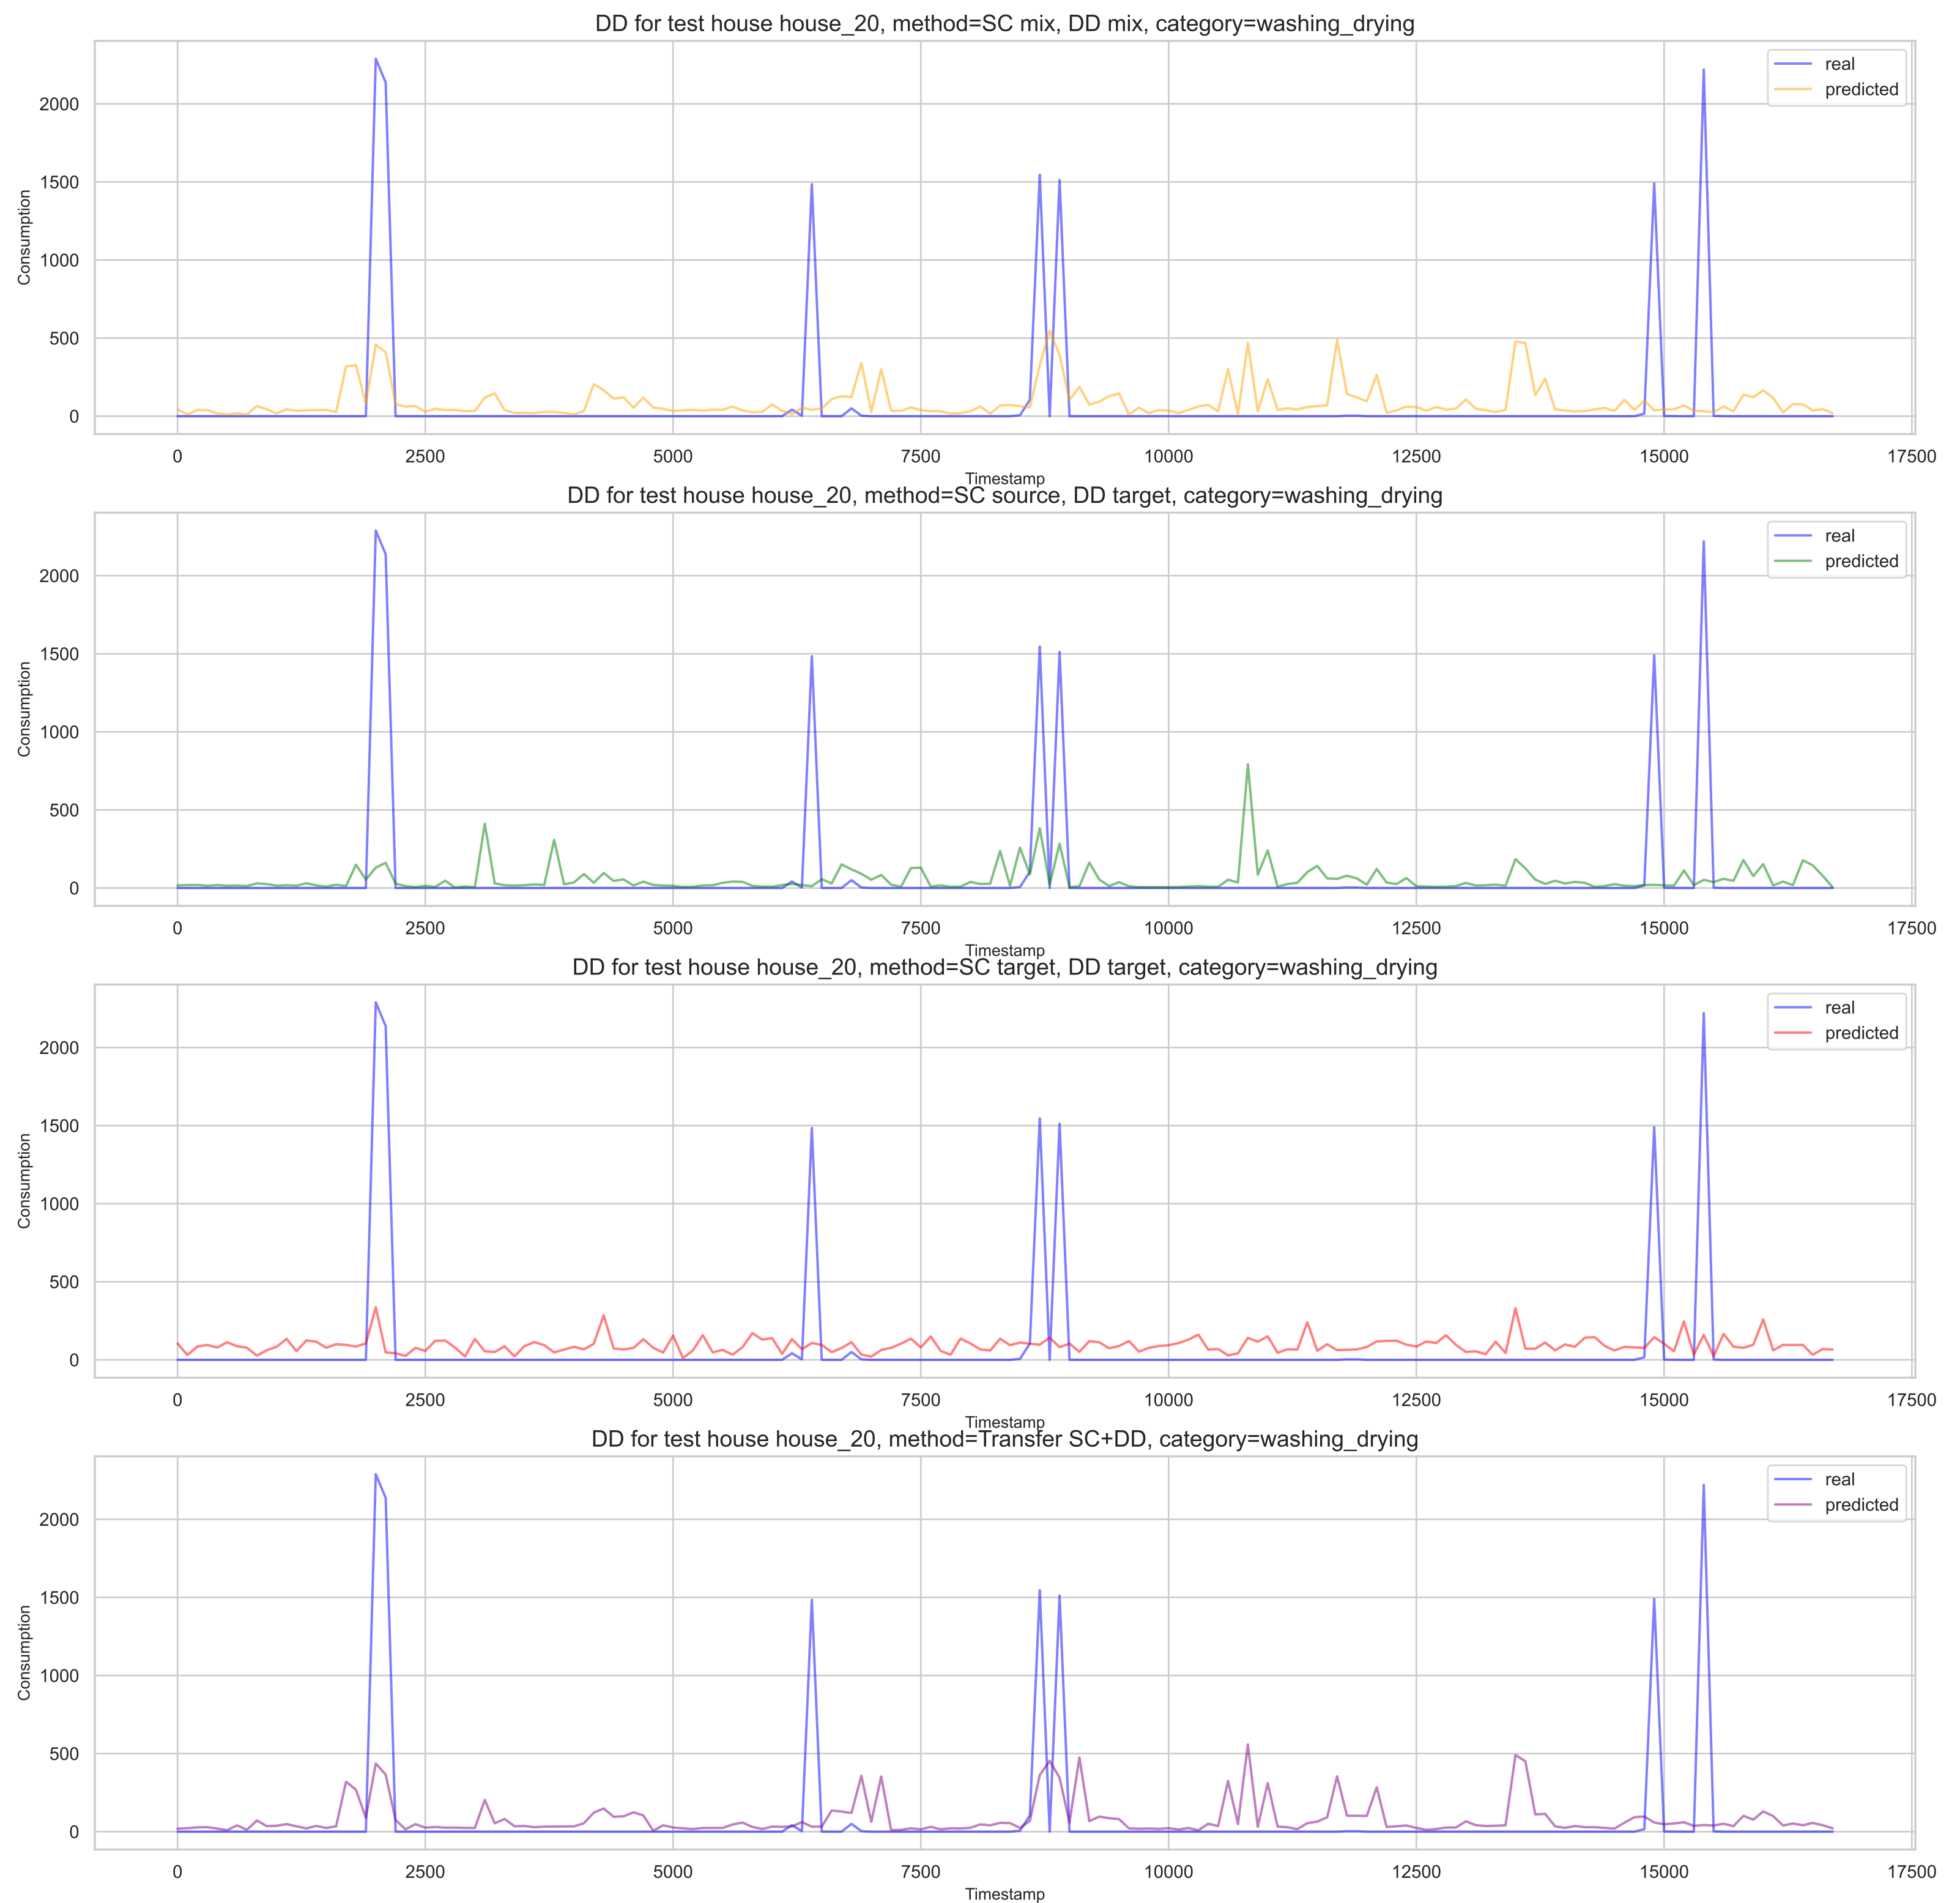 DD for test house house_20, method=SC mix, DD mix, category=washing_drying
real
predicted
Consumption
2000
1500
1000
500
0
0 2500 5000 7500 10000 12500 15000 17500
Timestamp
DD for test house house_20, method=SC source, DD target, category=washing_drying
real
predicted
Consumption
2000
1500
1000
500
0
0 2500 5000 7500 10000 12500 15000 17500
Timestamp
DD for test house house_20, method=SC target, DD target, category=washing_drying
real
predicted
Consumption
2000
1500
1000
500
0
0 2500 5000 7500 10000 12500 15000 17500
Timestamp
DD for test house house_20, method=Transfer SC+DD, category=washing_drying
real
predicted
Consumption
2000
1500
1000
500
0
0 2500 5000 7500 10000 12500 15000 17500
Timestamp